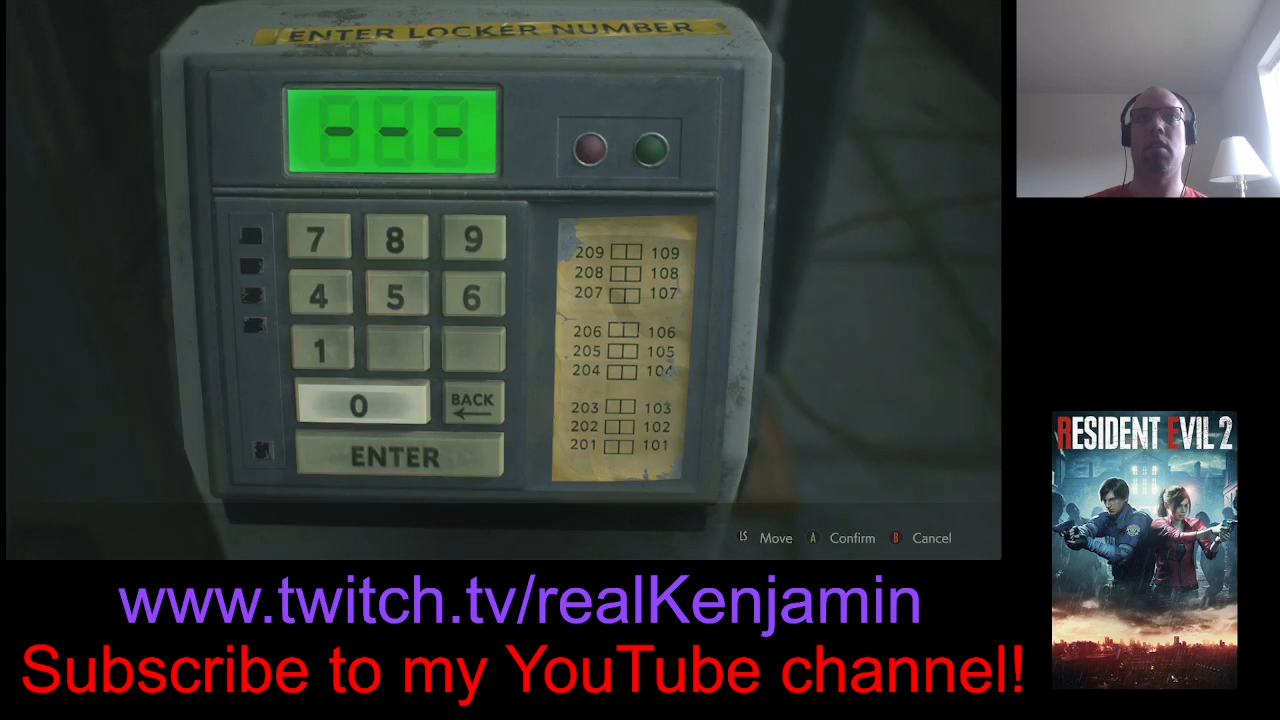 ENTER LOCKER NUMBER
- - -
7 8 9
4 5 6
1
0 BACK
ENTER
209 109
208 108
207 107
206 106
205 105
204 104
203 103
202 102
201 101
LS Move A Confirm B Cancel
RESIDENT EVIL 2
www.twitch.tv/realKenjamin
Subscribe to my YouTube channel!